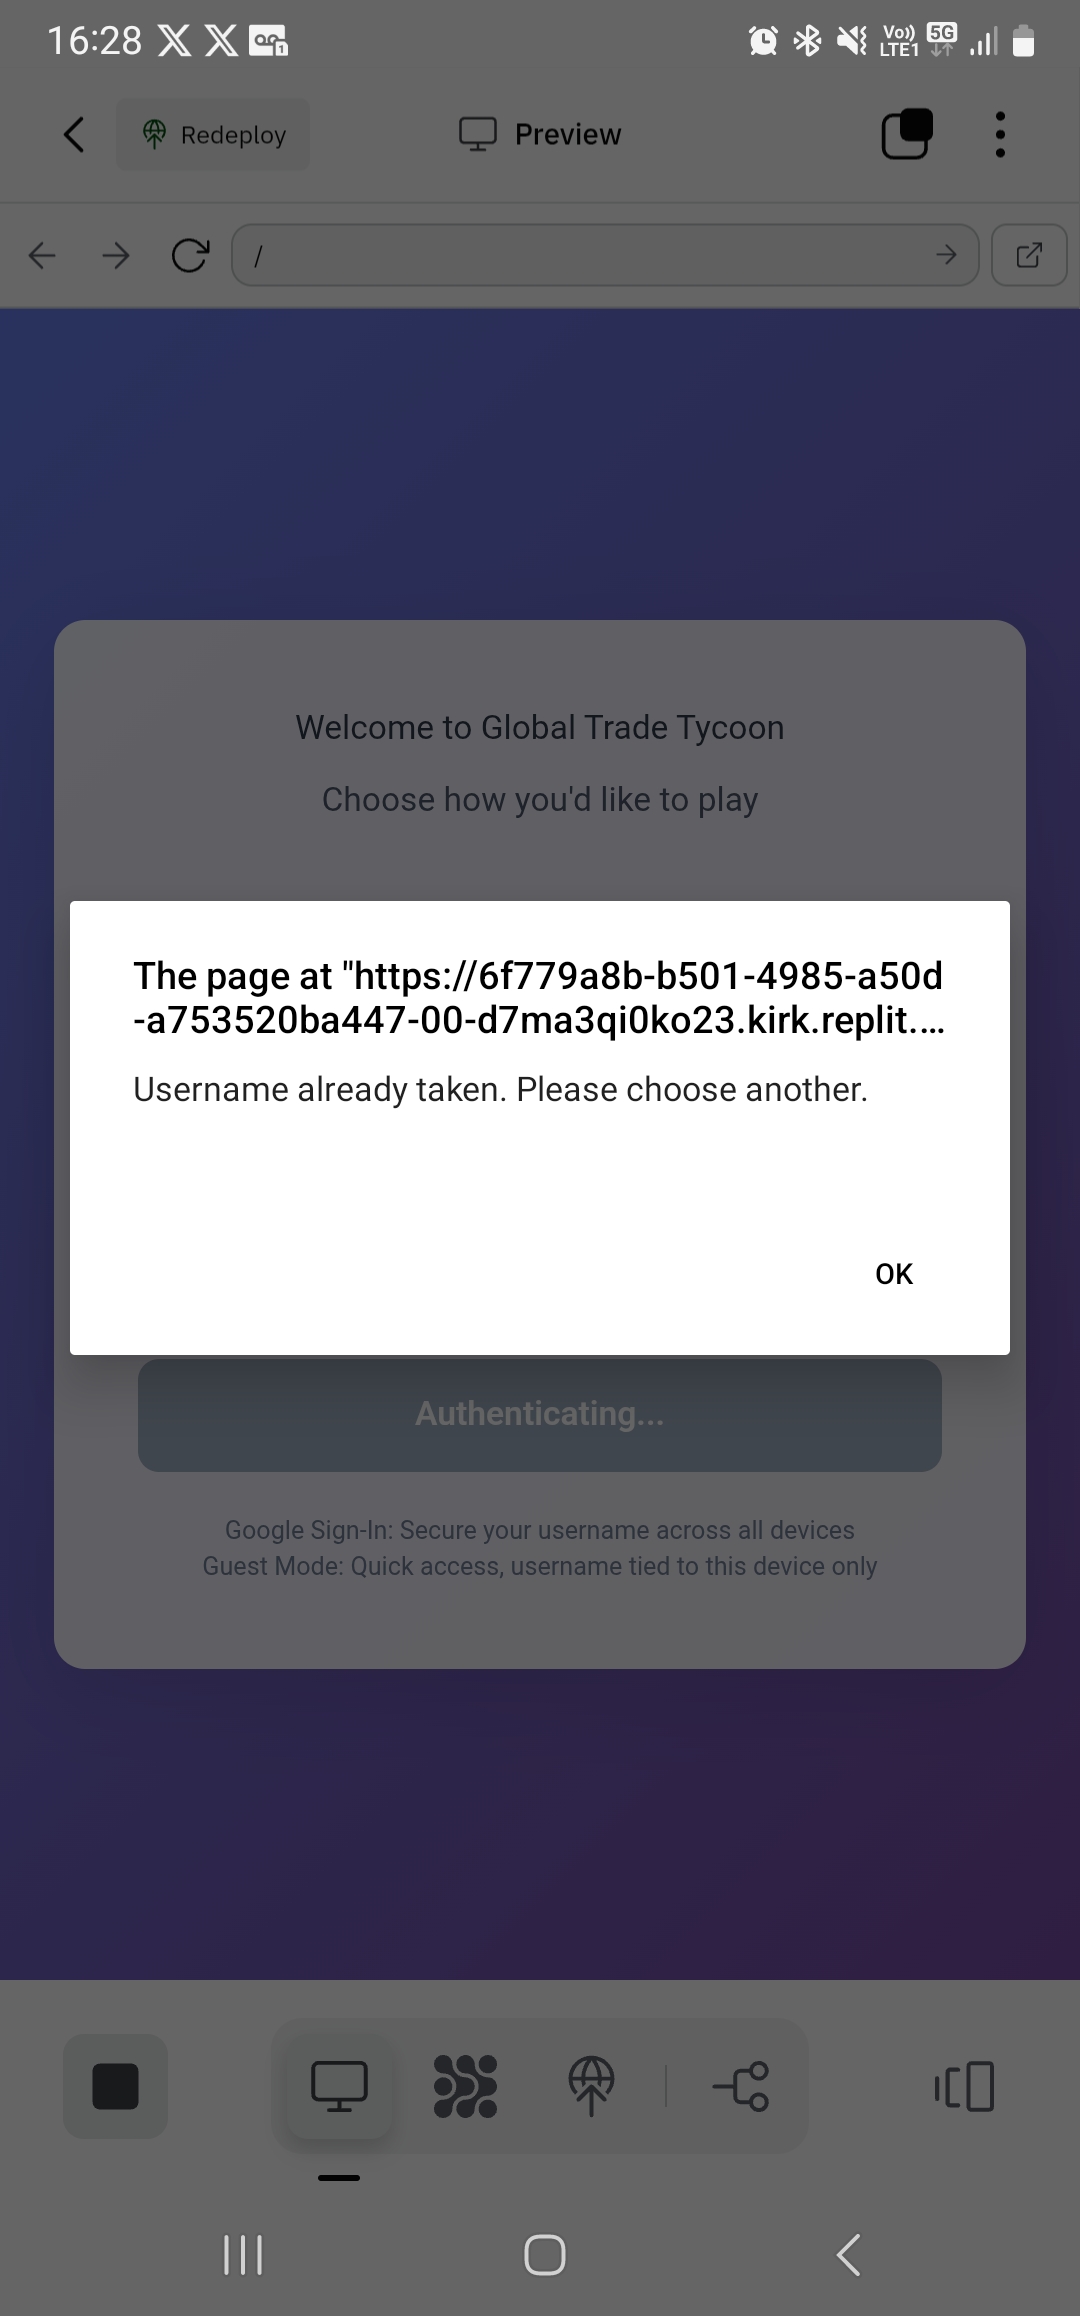 16:28
Vo))
LTE1
5G
Redeploy
Preview
/
Welcome to Global Trade Tycoon
Choose how you'd like to play
The page at "https://6f779a8b-b501-4985-a50d
-a753520ba447-00-d7ma3qi0ko23.kirk.replit.…
Username already taken. Please choose another.
OK
Authenticating...
Google Sign-In: Secure your username across all devices
Guest Mode: Quick access, username tied to this device only